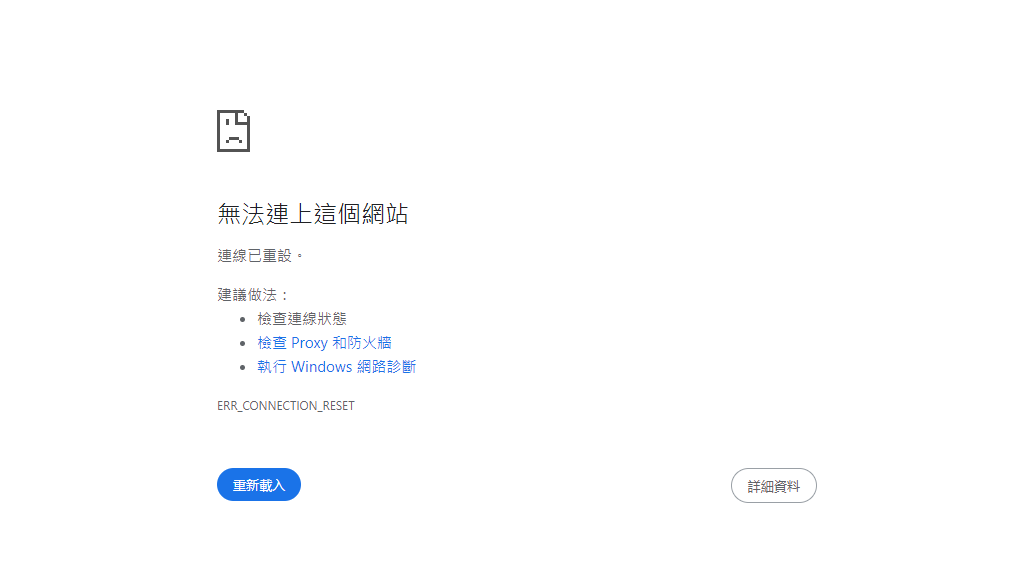 無法連上這個網站
連線已重設。
建議做法：
檢查連線狀態
檢查 Proxy 和防火牆
執行 Windows 網路診斷
ERR_CONNECTION_RESET
重新載入
詳細資料